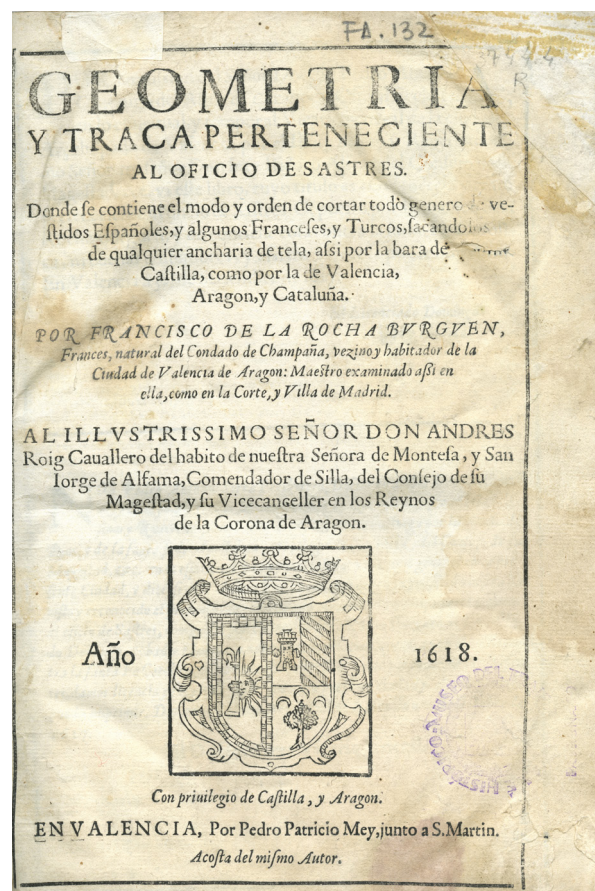 FA. 132
R
GEOMETRIA
Y TRACA PERTENECIENTE
AL OFICIO DE SASTRES.
Donde ſe contiene el modo y orden de cortar todo genero de ve-
ſtidos Eſpañoles, y algunos Franceſes, y Turcos, ſacandolos
de qualquier ancharia de tela, aſsi por la bara de
Caſtilla, como por la de Valencia,
Aragon, y Cataluña.
POR FRANCISCO DE LA ROCHA BVRGVEN,
Frances, natural del Condado de Champaña, vezino y habitador de la
Ciudad de Valencia de Aragon: Maeſtro examinado aſsi en
ella, como en la Corte, y Villa de Madrid.
AL ILLVSTRISSIMO SEÑOR DON ANDRES
Roig Cauallero del habito de nueſtra Señora de Monteſa, y San
Iorge de Alfama, Comendador de Silla, del Conſejo de ſu
Mageſtad, y ſu Vicecanceller en los Reynos
de la Corona de Aragon.
Año 1618.
Con priuilegio de Caſtilla, y Aragon.
EN VALENCIA, Por Pedro Patricio Mey, junto a S. Martin.
Acoſta del miſmo Autor.